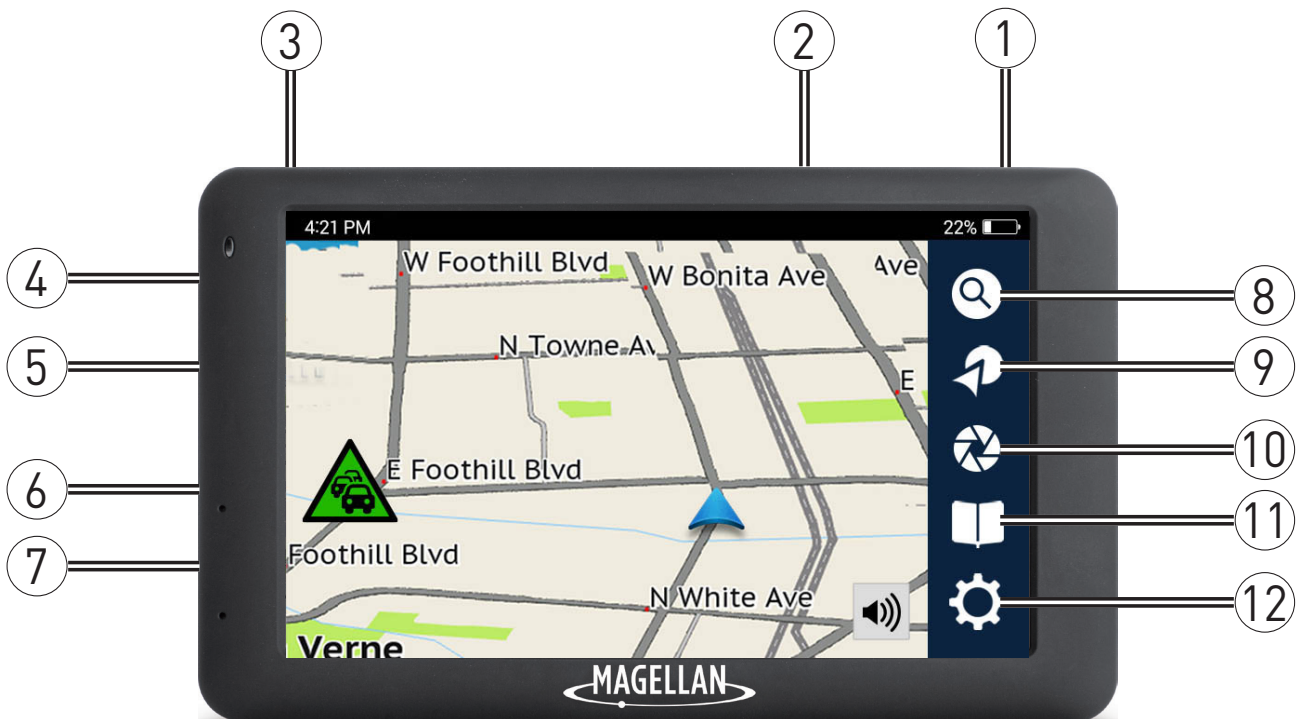 3
2
1
4:21 PM
22%
W Foothill Blvd
W Bonita Ave
Ave
4
8
N Towne Av
5
9
E
E Foothill Blvd
10
6
Foothill Blvd
11
7
N White Ave
12
Verne
MAGELLAN